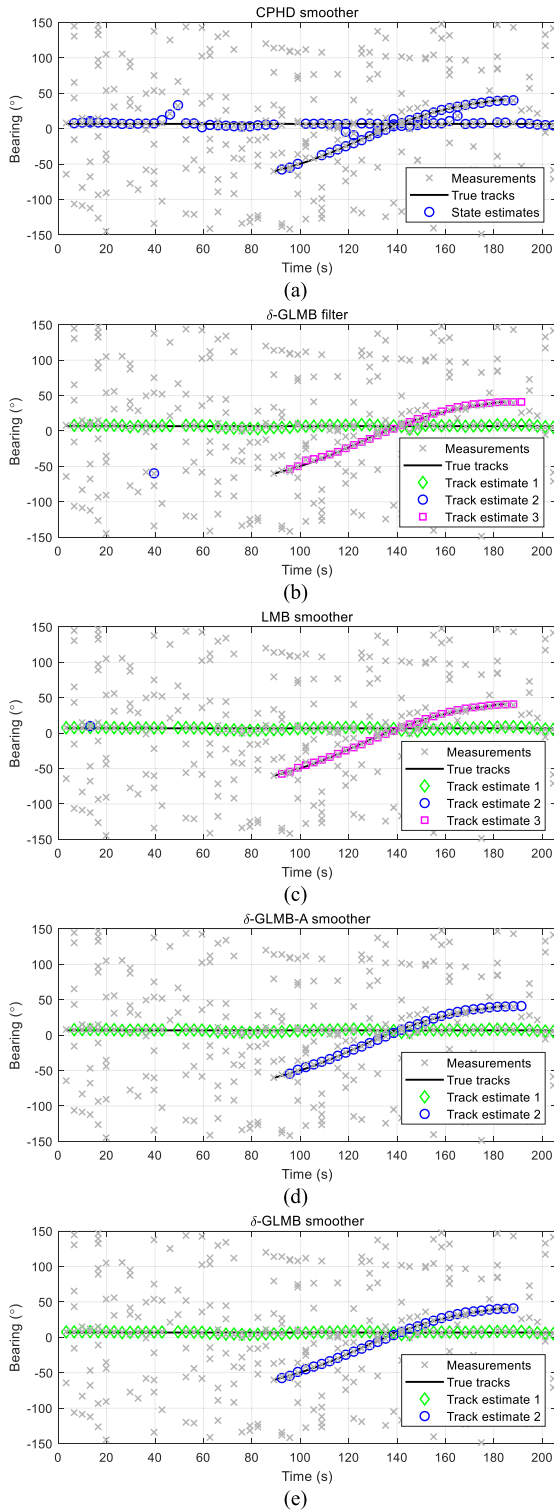 CPHD smoother
150
100
50
0
-50
-100
-150
Bearing (°)
Measurements
True tracks
State estimates
0 20 40 60 80 100 120 140 160 180 200
Time (s)
(a)
δ-GLMB filter
150
100
50
0
-50
-100
-150
Bearing (°)
Measurements
True tracks
Track estimate 1
Track estimate 2
Track estimate 3
0 20 40 60 80 100 120 140 160 180 200
Time (s)
(b)
LMB smoother
150
100
50
0
-50
-100
-150
Bearing (°)
Measurements
True tracks
Track estimate 1
Track estimate 2
Track estimate 3
0 20 40 60 80 100 120 140 160 180 200
Time (s)
(c)
δ-GLMB-A smoother
150
100
50
0
-50
-100
-150
Bearing (°)
Measurements
True tracks
Track estimate 1
Track estimate 2
0 20 40 60 80 100 120 140 160 180 200
Time (s)
(d)
δ-GLMB smoother
150
100
50
0
-50
-100
-150
Bearing (°)
Measurements
True tracks
Track estimate 1
Track estimate 2
0 20 40 60 80 100 120 140 160 180 200
Time (s)
(e)